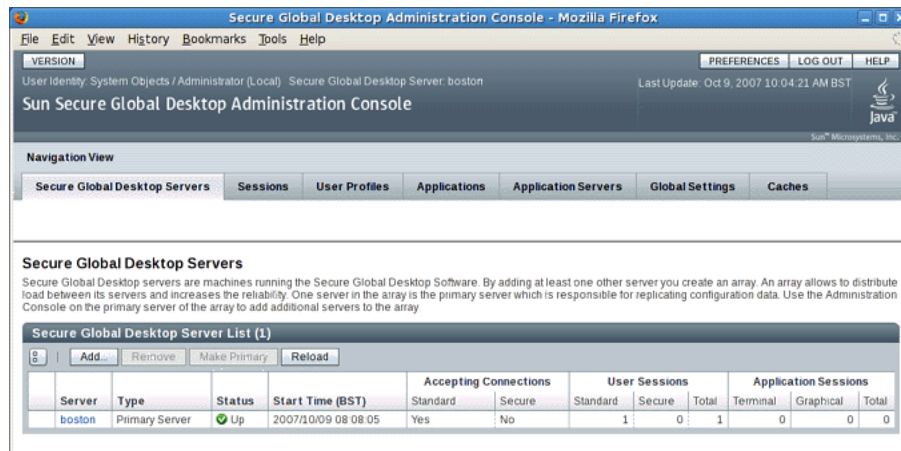 Secure Global Desktop Administration Console - Mozilla Firefox
File Edit View History Bookmarks Tools Help
VERSION PREFERENCES LOG OUT HELP
User Identity: System Objects / Administrator (Local) Secure Global Desktop Server: boston Last Update: Oct 9, 2007 10:04:21 AM BST
Sun Secure Global Desktop Administration Console
Java
Sun™ Microsystems, Inc.
Navigation View
Secure Global Desktop Servers Sessions User Profiles Applications Application Servers Global Settings Caches
Secure Global Desktop Servers
Secure Global Desktop servers are machines running the Secure Global Desktop Software. By adding at least one other server you create an array. An array allows to distribute
load between its servers and increases the reliability. One server in the array is the primary server which is responsible for replicating configuration data. Use the Administration
Console on the primary server of the array to add additional servers to the array
Secure Global Desktop Server List (1)
Add... Remove Make Primary Reload
Accepting Connections User Sessions Application Sessions
Server Type Status Start Time (BST) Standard Secure Standard Secure Total Terminal Graphical Total
boston Primary Server Up 2007/10/09 08:08:05 Yes No 1 0 1 0 0 0